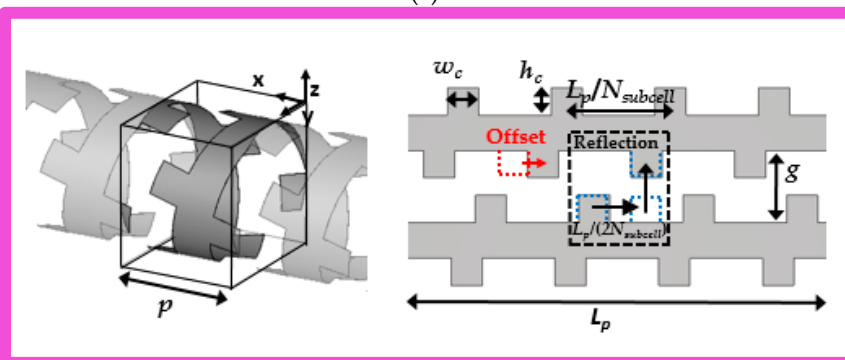 x
z
p
w_c
h_c
L_p/N_subcell
Offset
Reflection
g
L_p/(2N_subcell)
L_p